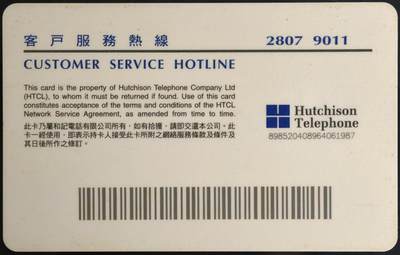 客戶服務熱線 2807 9011
CUSTOMER SERVICE HOTLINE
This card is the property of Hutchison Telephone Company Ltd
(HTCL), to whom it must be returned if found. Use of this card
constitutes acceptance of the terms and conditions of the HTCL
Network Service Agreement, as amended from time to time.
此卡乃屬和記電話有限公司所有，如有拾獲，請即交還本公司。此
卡一經使用，即表示持卡人接受此卡所附之網絡服務條款及條件及
其日後所作之修訂。
Hutchison
Telephone
898520408964061987